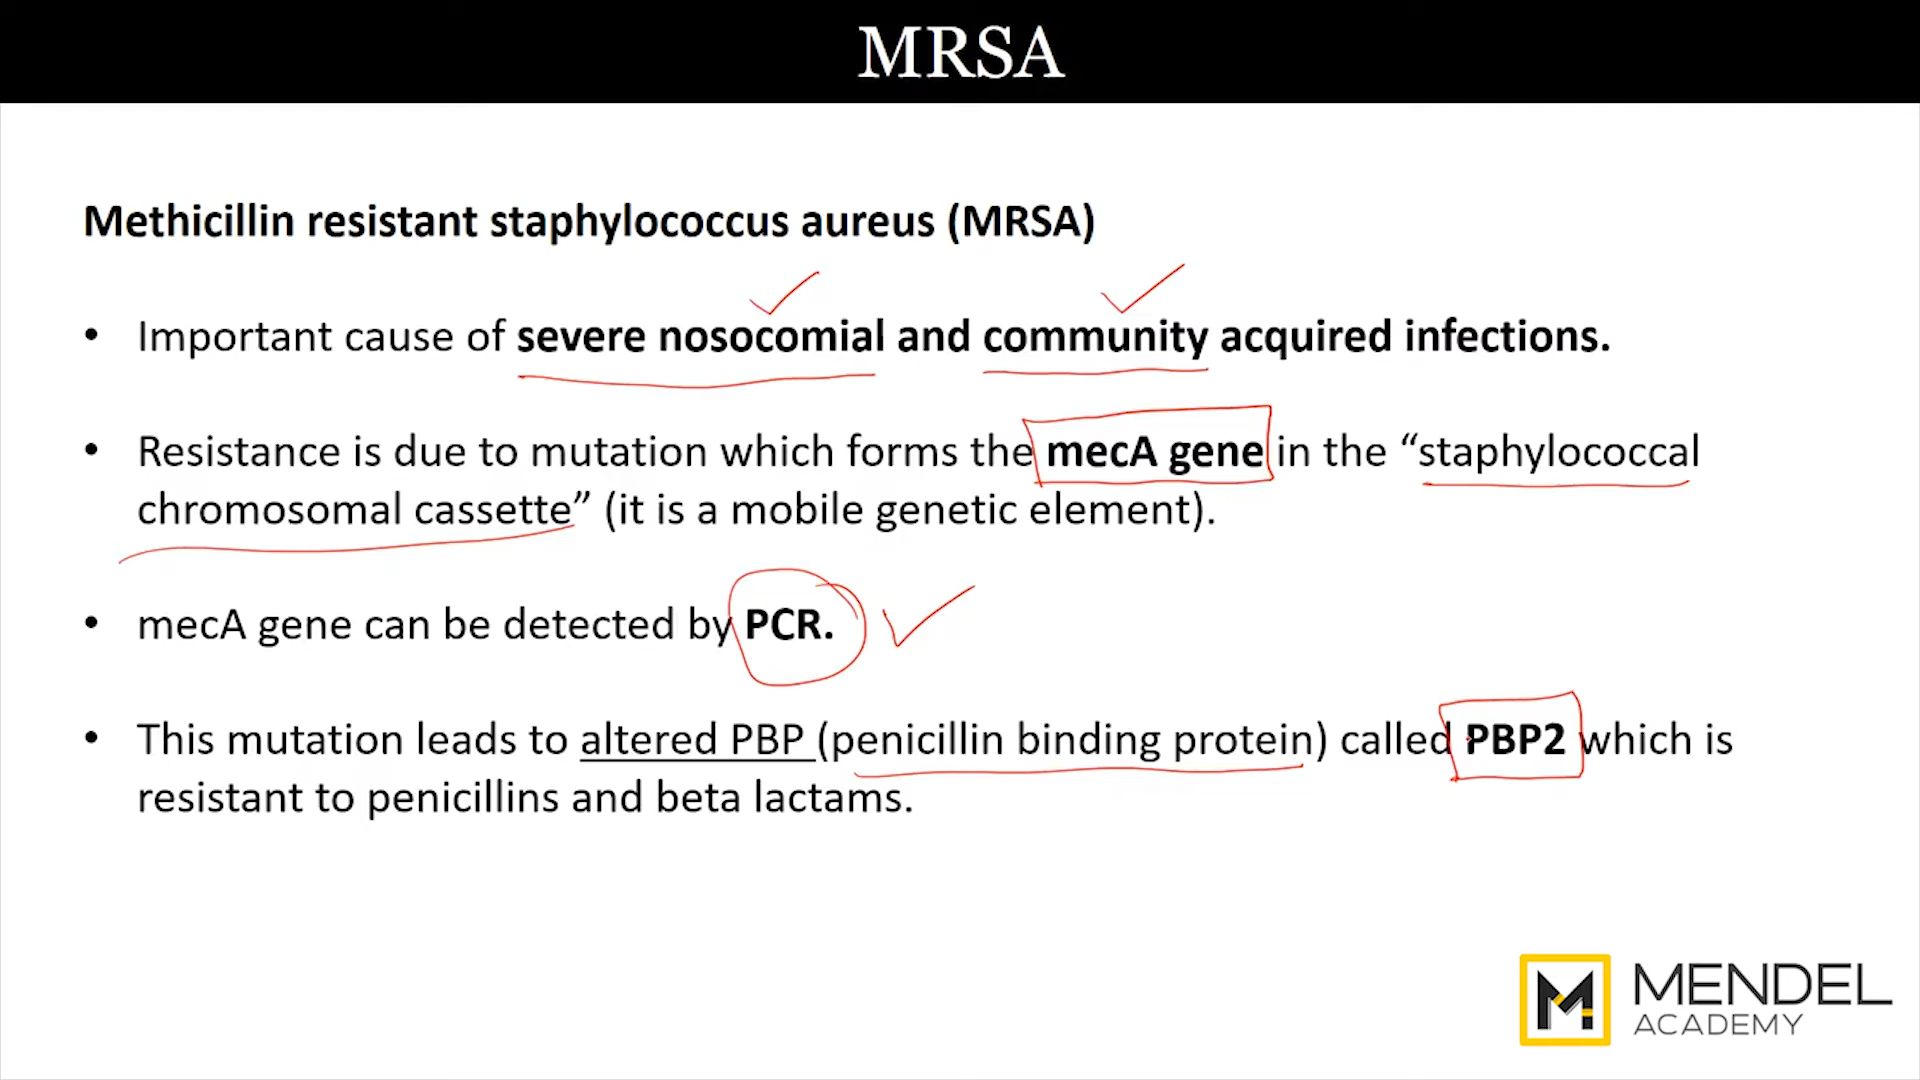 MRSA
Methicillin resistant staphylococcus aureus (MRSA)
• Important cause of severe nosocomial and community acquired infections.
• Resistance is due to mutation which forms the mecA gene in the “staphylococcal
chromosomal cassette” (it is a mobile genetic element).
• mecA gene can be detected by PCR.
• This mutation leads to altered PBP (penicillin binding protein) called PBP2 which is
resistant to penicillins and beta lactams.
MENDEL
ACADEMY